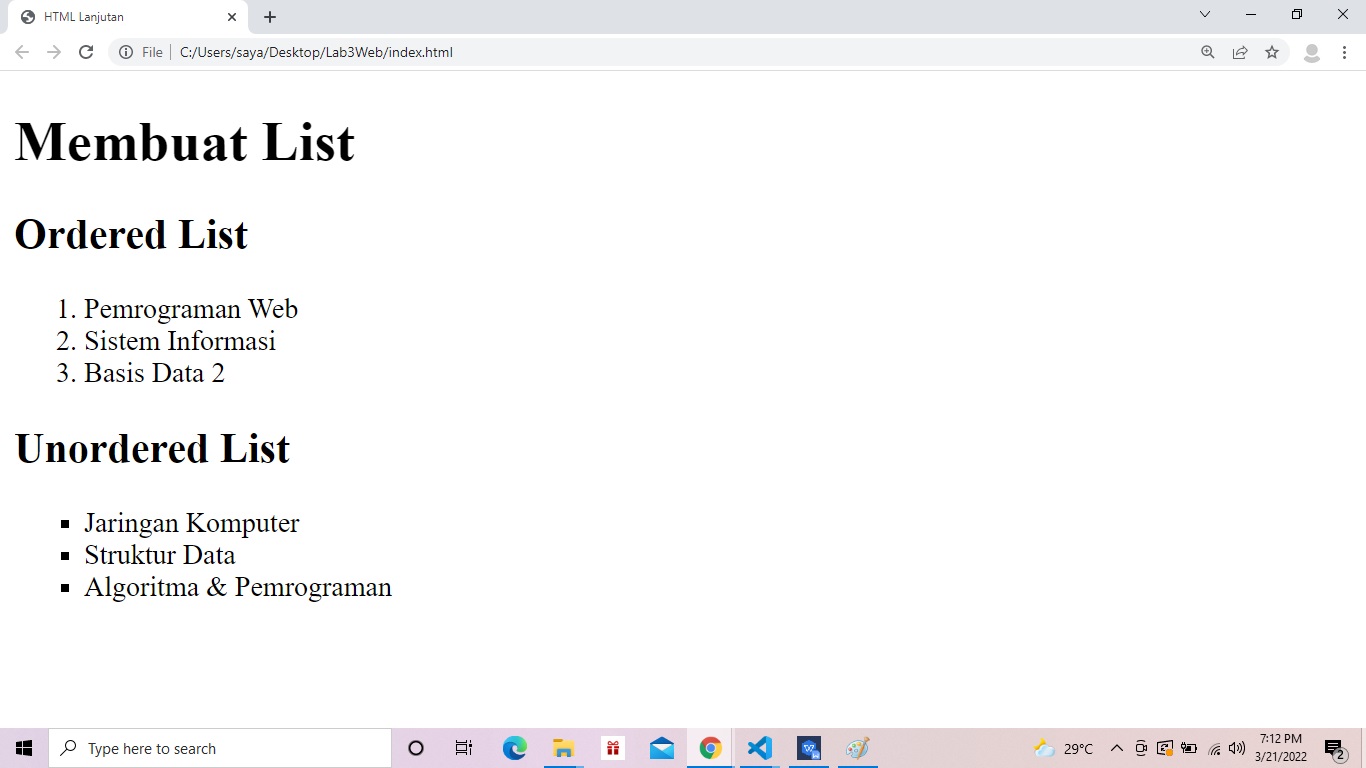 HTML Lanjutan
File
C:/Users/saya/Desktop/Lab3Web/index.html
Membuat List
Ordered List
1. Pemrograman Web
2. Sistem Informasi
3. Basis Data 2
Unordered List
▪ Jaringan Komputer
▪ Struktur Data
▪ Algoritma & Pemrograman
Type here to search
29°C
7:12 PM
3/21/2022
2